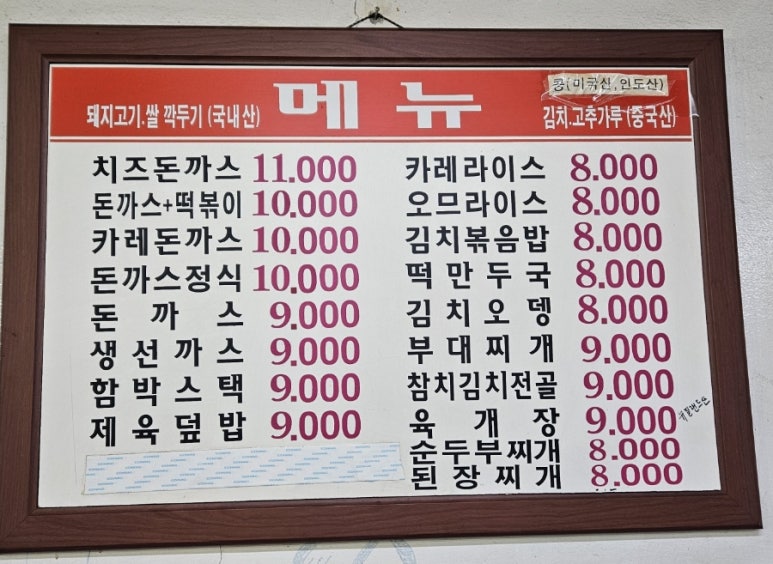 메뉴
돼지고기.쌀 깍두기 (국내산)
콩(미국산,인도산)
김치.고추가루 (중국산)
치즈돈까스 11.000
돈까스+떡볶이 10.000
카레돈까스 10.000
돈까스정식 10.000
돈까스 9.000
생선까스 9.000
함박스택 9.000
제육덮밥 9.000
카레라이스 8.000
오므라이스 8.000
김치볶음밥 8.000
떡만두국 8.000
김치오뎅 8.000
부대찌개 9.000
참치김치전골 9.000
육개장 9.000
순두부찌개 8.000
된장찌개 8.000